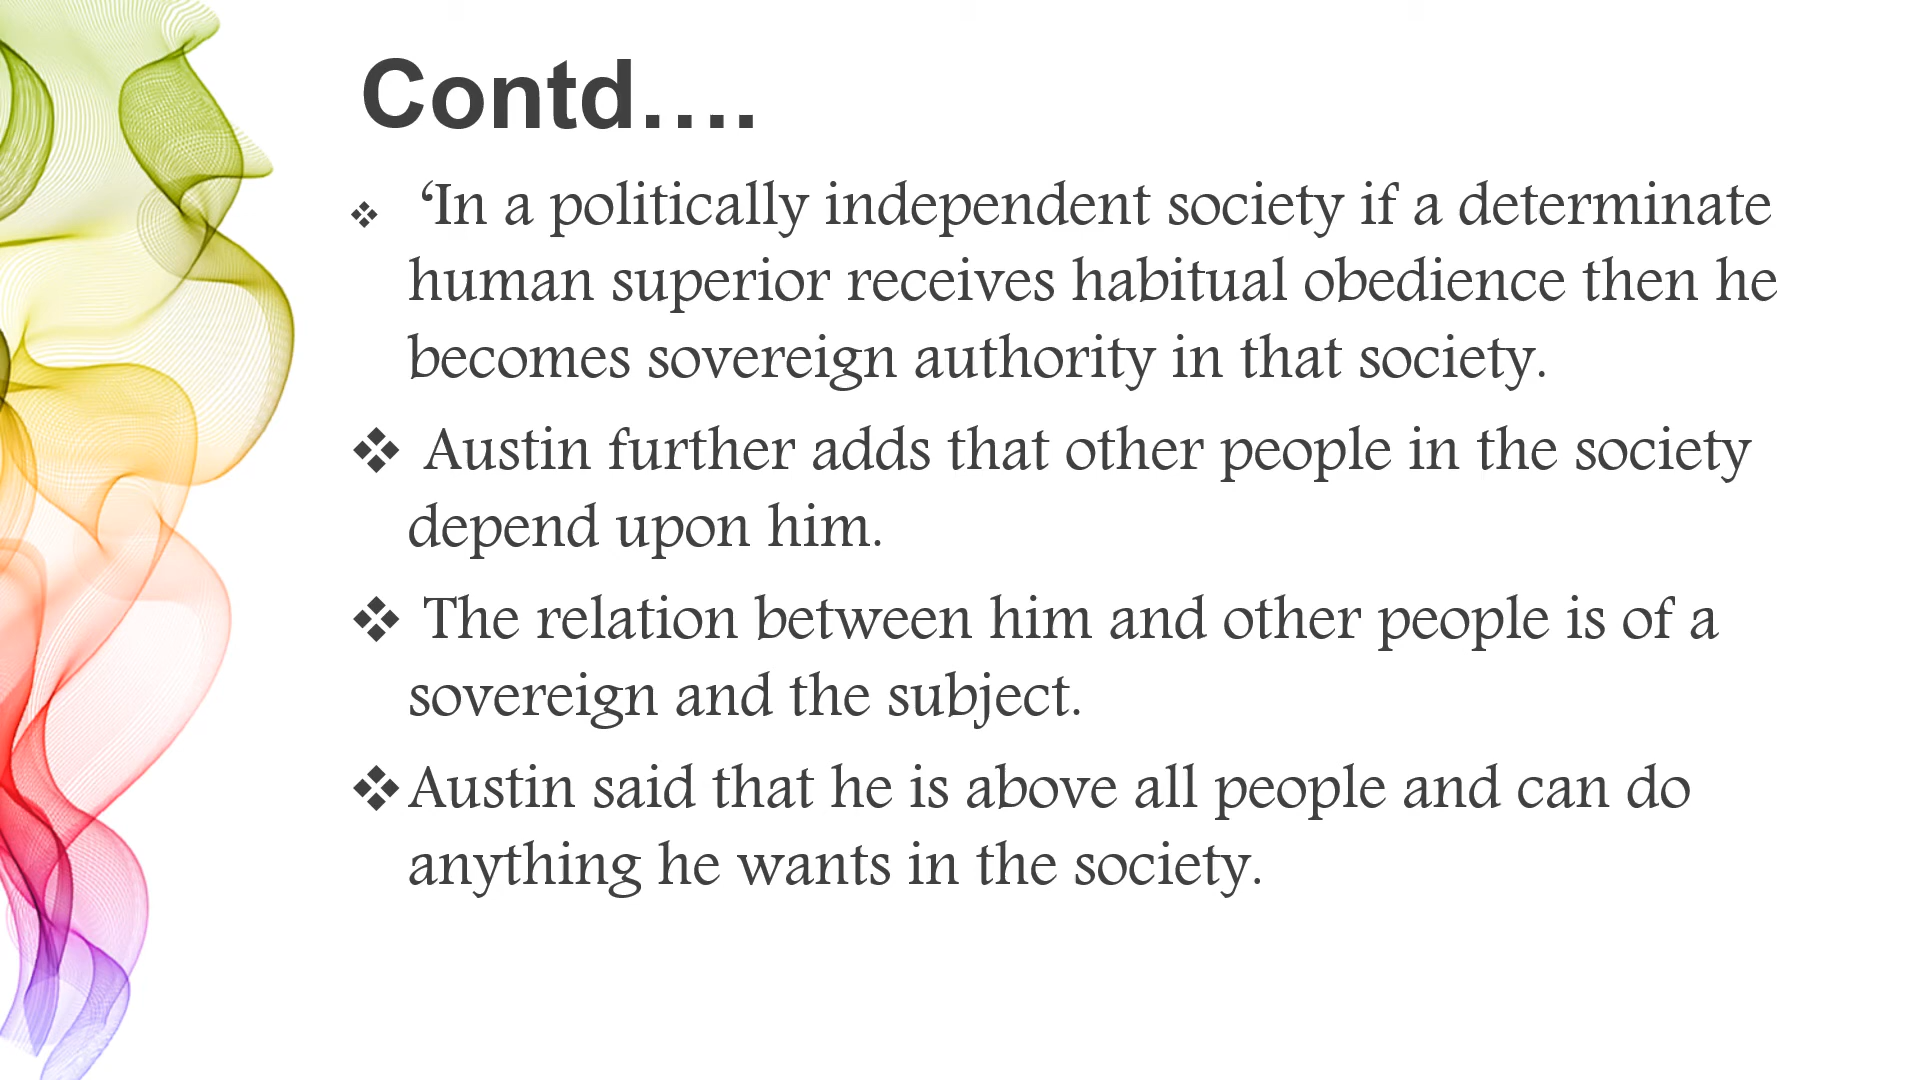 Contd….
❖ ‘In a politically independent society if a determinate
human superior receives habitual obedience then he
becomes sovereign authority in that society.
❖ Austin further adds that other people in the society
depend upon him.
❖ The relation between him and other people is of a
sovereign and the subject.
❖Austin said that he is above all people and can do
anything he wants in the society.